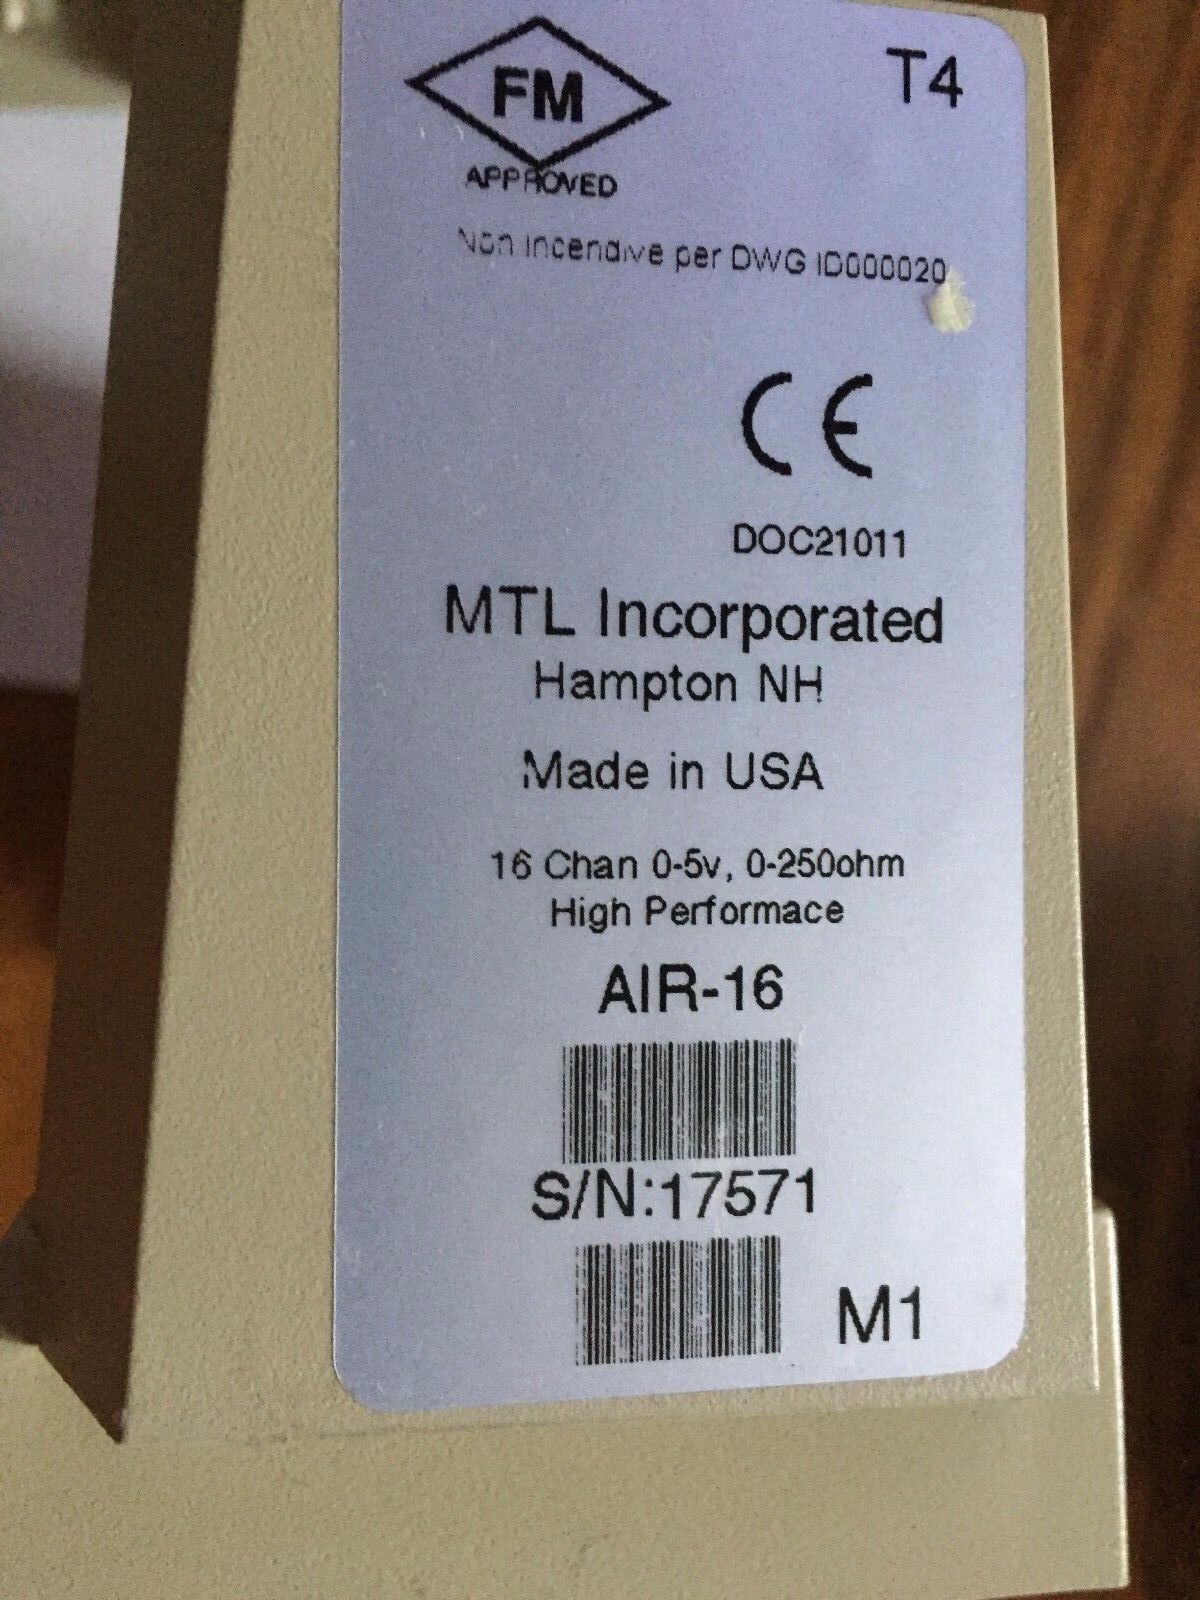 FM
T4
APPROVED
Non Incendive per DWG ID000020
CE
DOC21011
MTL Incorporated
Hampton NH
Made in USA
16 Chan 0-5v, 0-250ohm
High Performace
AIR-16
S/N:17571
M1